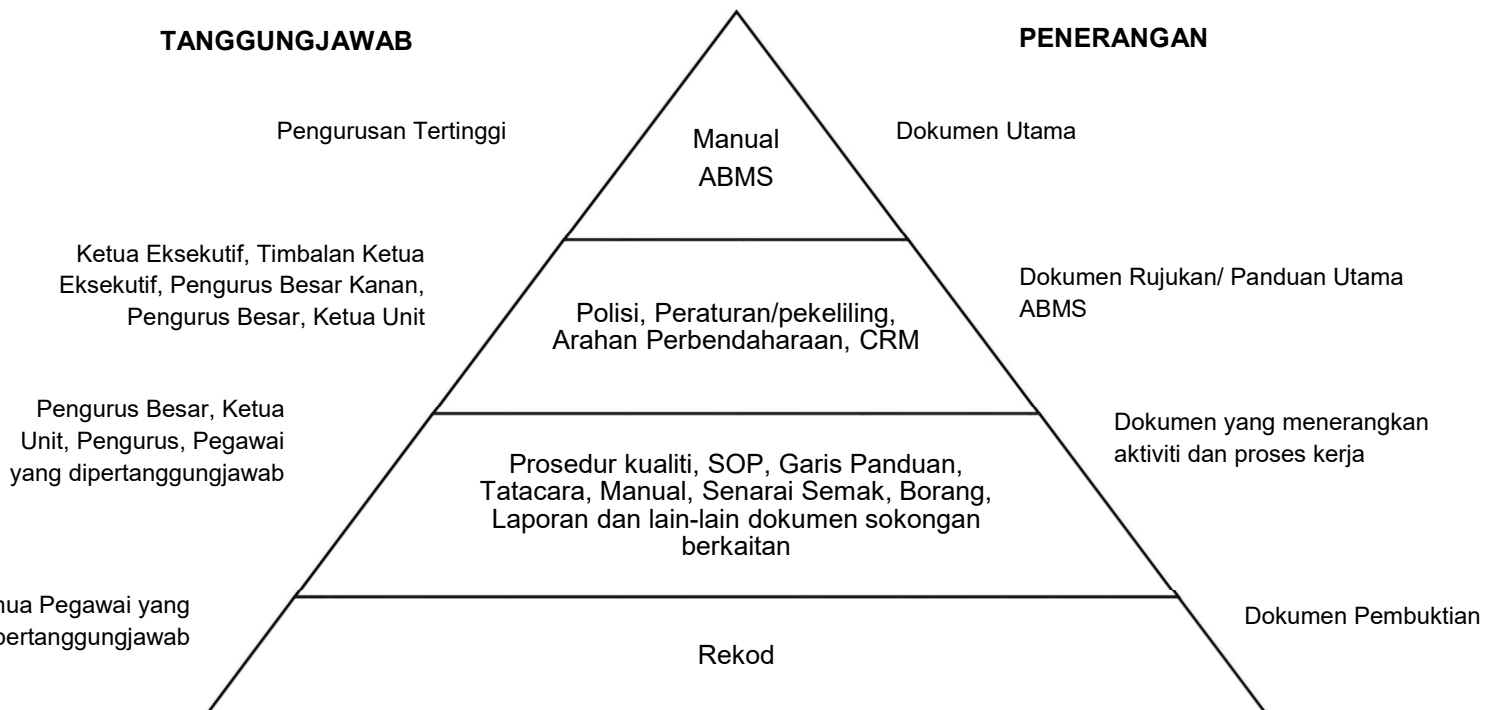 TANGGUNGJAWAB
PENERANGAN
Pengurusan Tertinggi
Manual
ABMS
Dokumen Utama
Ketua Eksekutif, Timbalan Ketua
Eksekutif, Pengurus Besar Kanan,
Pengurus Besar, Ketua Unit
Polisi, Peraturan/pekeliling,
Arahan Perbendaharaan, CRM
Dokumen Rujukan/ Panduan Utama
ABMS
Pengurus Besar, Ketua
Unit, Pengurus, Pegawai
yang dipertanggungjawab
Prosedur kualiti, SOP, Garis Panduan,
Tatacara, Manual, Senarai Semak, Borang,
Laporan dan lain-lain dokumen sokongan
berkaitan
Dokumen yang menerangkan
aktiviti dan proses kerja
Pegawai yang
pertanggungjawab
Rekod
Dokumen Pembuktian